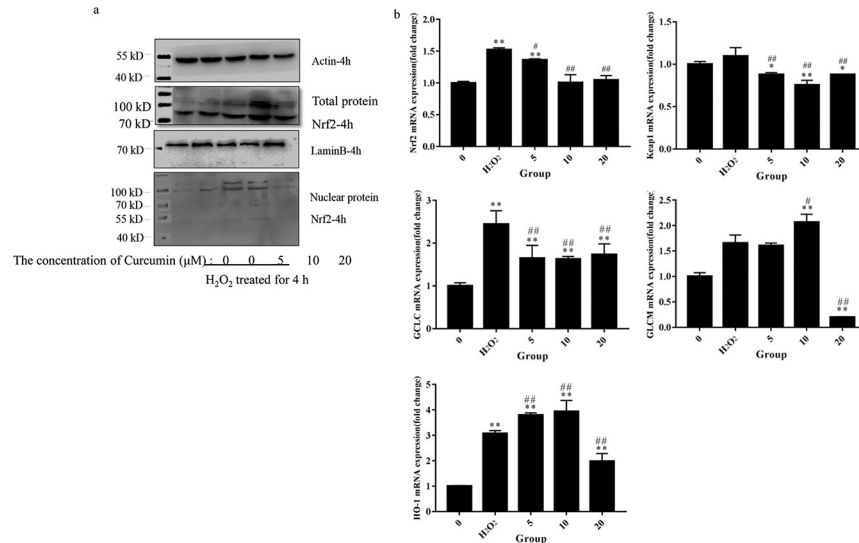 a
55 kD
40 kD
Actin-4h
100 kD
70 kD
Total protein
Nrf2-4h
70 kD
LaminB-4h
100 kD
70 kD
55 kD
40 kD
Nuclear protein
Nrf2-4h
The concentration of Curcumin (μM) : 0 0 5 10 20
H₂O₂ treated for 4 h
b
Nrf2 mRNA expression(fold change)
2.0
1.5
1.0
0.5
0.0
**
#
**
##
##
0 H₂O₂ 5 10 20
Group
Keap1 mRNA expression(fold change)
2.0
1.5
1.0
0.5
0.0
##
*
##
**
##
*
0 H₂O₂ 5 10 20
Group
GCLC mRNA expression(fold change)
4
3
2
1
0
**
##
**
##
**
##
**
0 H₂O₂ 5 10 20
Group
GLCM mRNA expression(fold change)
2.5
2.0
1.5
1.0
0.5
0.0
#
**
##
**
0 H₂O₂ 5 10 20
Group
HO-1 mRNA expression(fold change)
5
4
3
2
1
0
**
##
**
##
**
##
**
0 H₂O₂ 5 10 20
Group